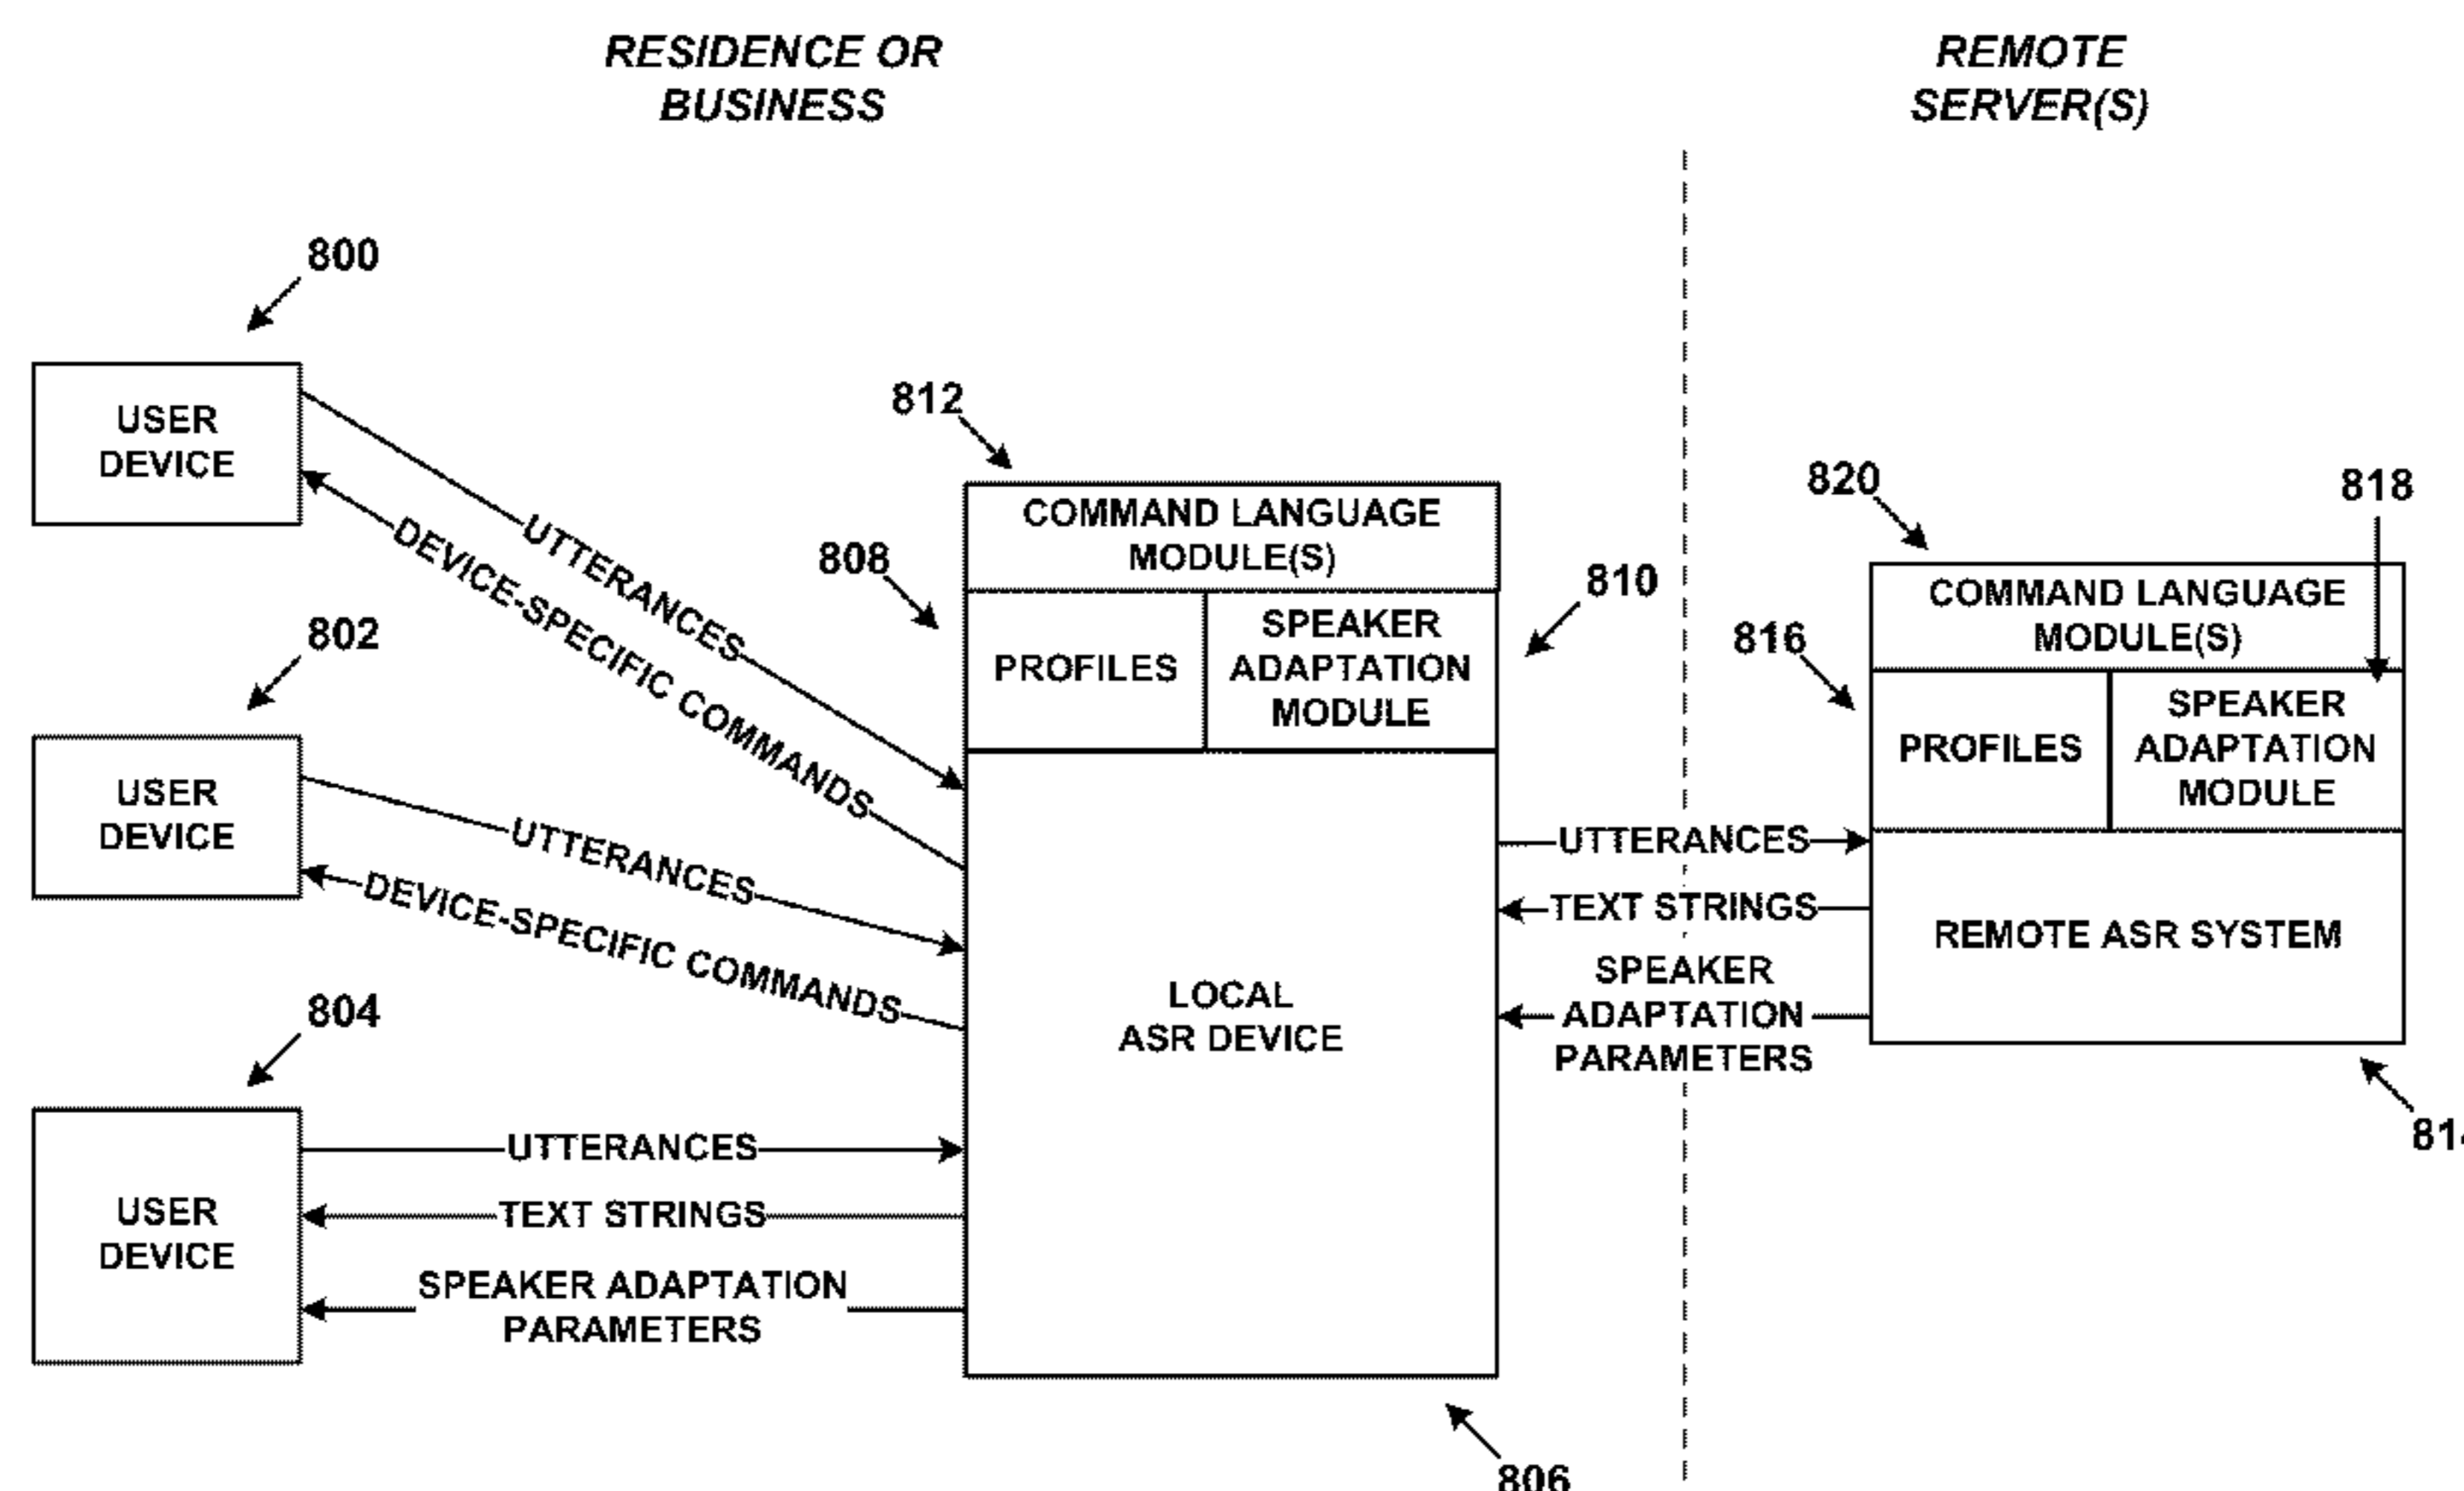 RESIDENCE OR
BUSINESS
REMOTE
SERVER(S)
800
USER
DEVICE
UTTERANCES
DEVICE-SPECIFIC COMMANDS
802
USER
DEVICE
UTTERANCES
DEVICE-SPECIFIC COMMANDS
804
USER
DEVICE
UTTERANCES
TEXT STRINGS
SPEAKER ADAPTATION
PARAMETERS
812
COMMAND LANGUAGE
MODULE(S)
808
PROFILES
SPEAKER
ADAPTATION
MODULE
810
LOCAL
ASR DEVICE
806
UTTERANCES
TEXT STRINGS
SPEAKER
ADAPTATION
PARAMETERS
820
818
COMMAND LANGUAGE
MODULE(S)
816
PROFILES
SPEAKER
ADAPTATION
MODULE
REMOTE ASR SYSTEM
814